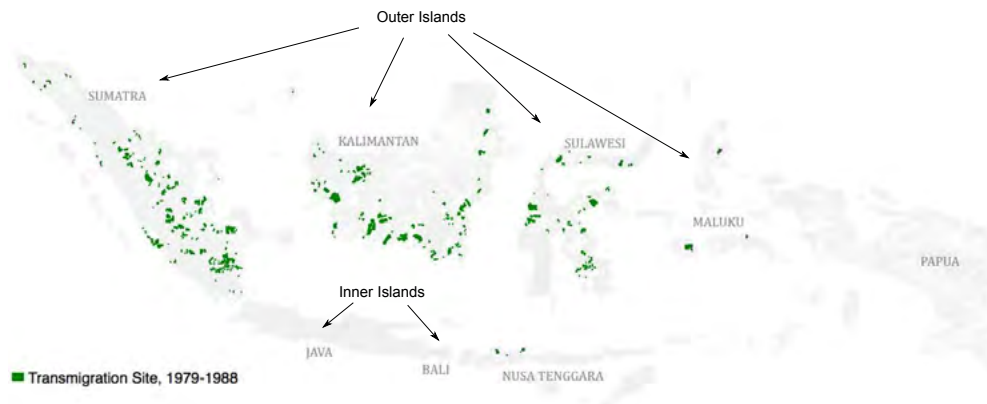 Outer Islands
SUMATRA
KALIMANTAN
SULAWESI
MALUKU
PAPUA
Inner Islands
JAVA
BALI
NUSA TENGGARA
Transmigration Site, 1979-1988